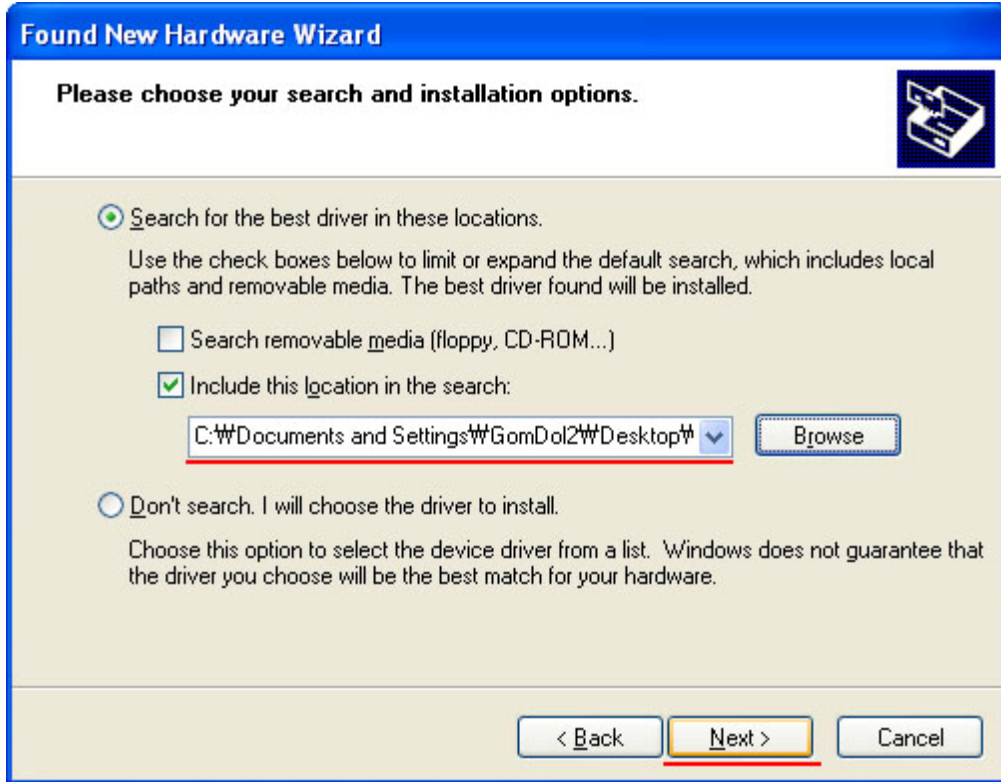 Found New Hardware Wizard
Please choose your search and installation options.
Search for the best driver in these locations.
Use the check boxes below to limit or expand the default search, which includes local
paths and removable media. The best driver found will be installed.
Search removable media (floppy, CD-ROM...)
Include this location in the search:
C:₩Documents and Settings₩GomDol2₩Desktop₩
Browse
Don't search. I will choose the driver to install.
Choose this option to select the device driver from a list. Windows does not guarantee that
the driver you choose will be the best match for your hardware.
< Back
Next >
Cancel